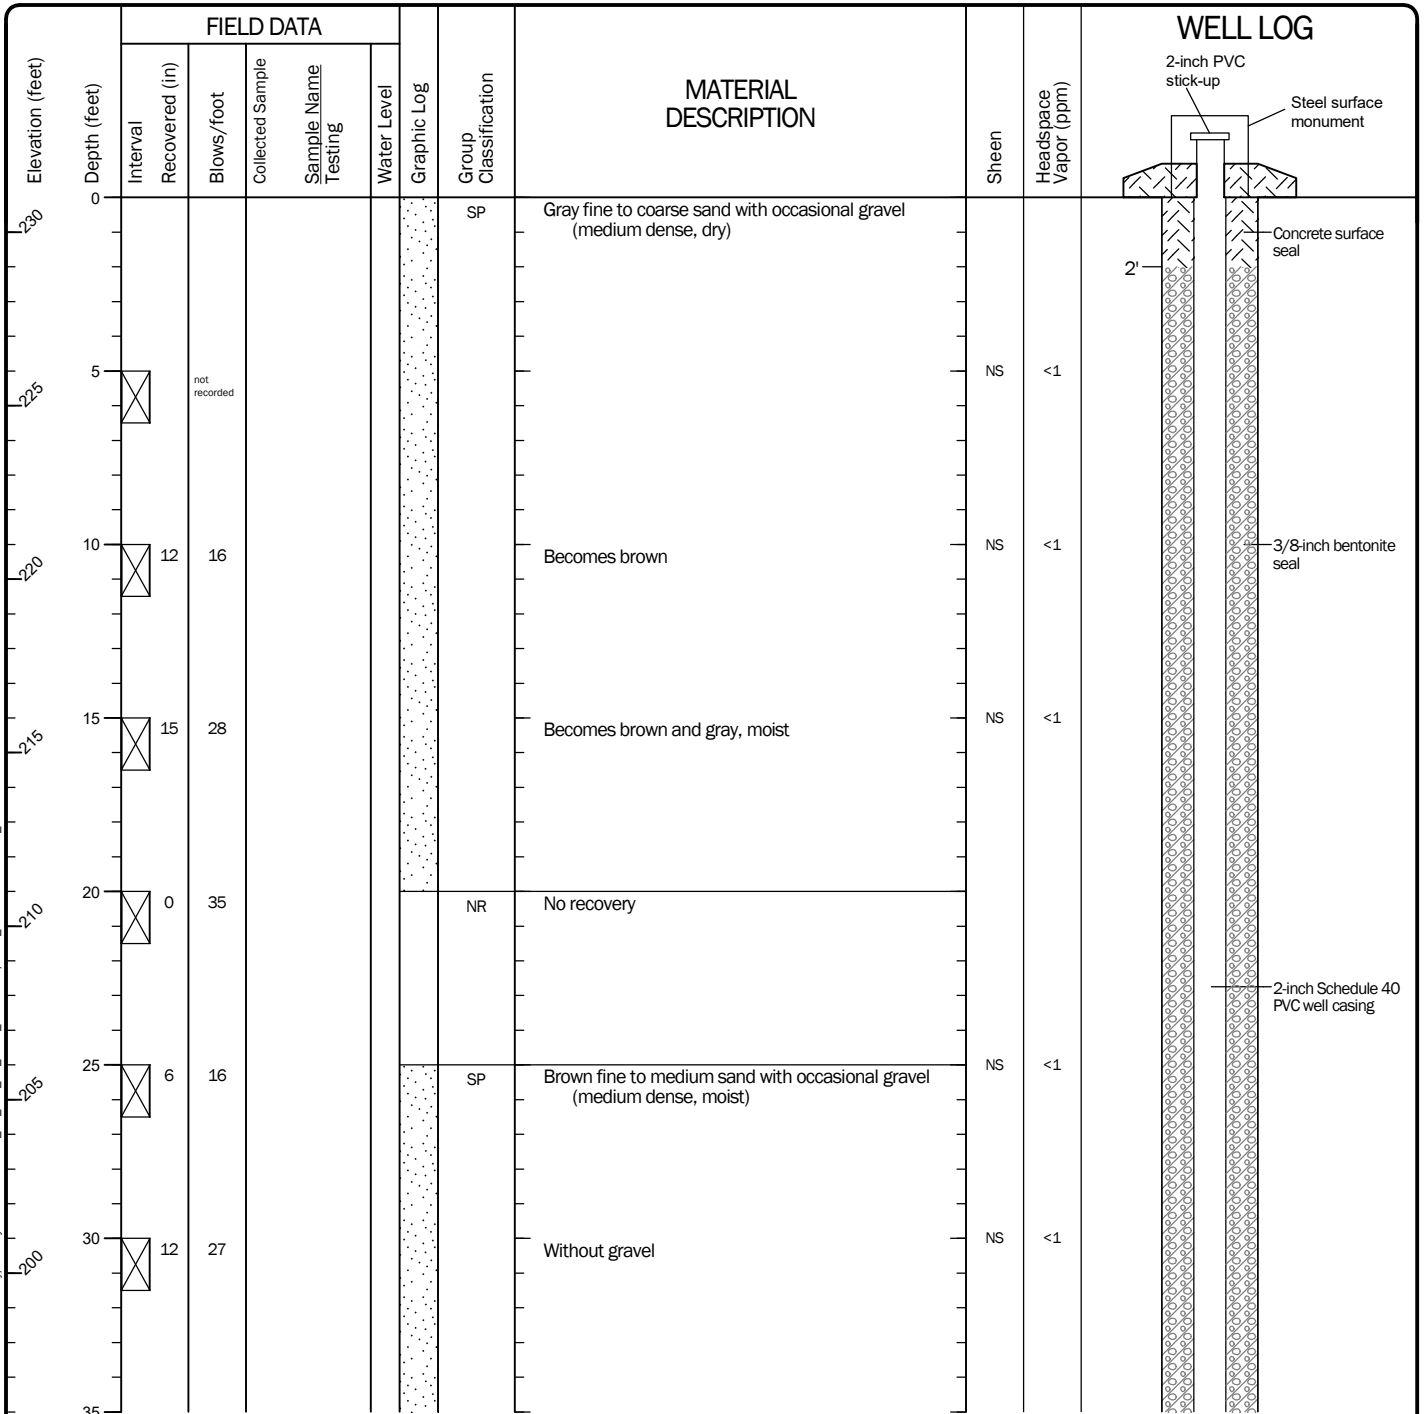 FIELD DATA
WELL LOG
Elevation (feet)
Depth (feet)
Interval
Recovered (in)
Blows/foot
Collected Sample
Sample Name
Testing
Water Level
Graphic Log
Group
Classification
MATERIAL
DESCRIPTION
Sheen
Headspace
Vapor (ppm)
2-inch PVC
stick-up
Steel surface
monument
0
SP
Gray fine to coarse sand with occasional gravel
(medium dense, dry)
230
Concrete surface
seal
2'
5
not
recorded
NS
<1
225
10
12
16
Becomes brown
NS
<1
3/8-inch bentonite
seal
220
15
15
28
Becomes brown and gray, moist
NS
<1
215
20
0
35
NR
No recovery
210
2-inch Schedule 40
PVC well casing
25
6
16
SP
Brown fine to medium sand with occasional gravel
(medium dense, moist)
NS
<1
205
30
12
27
Without gravel
NS
<1
200
35